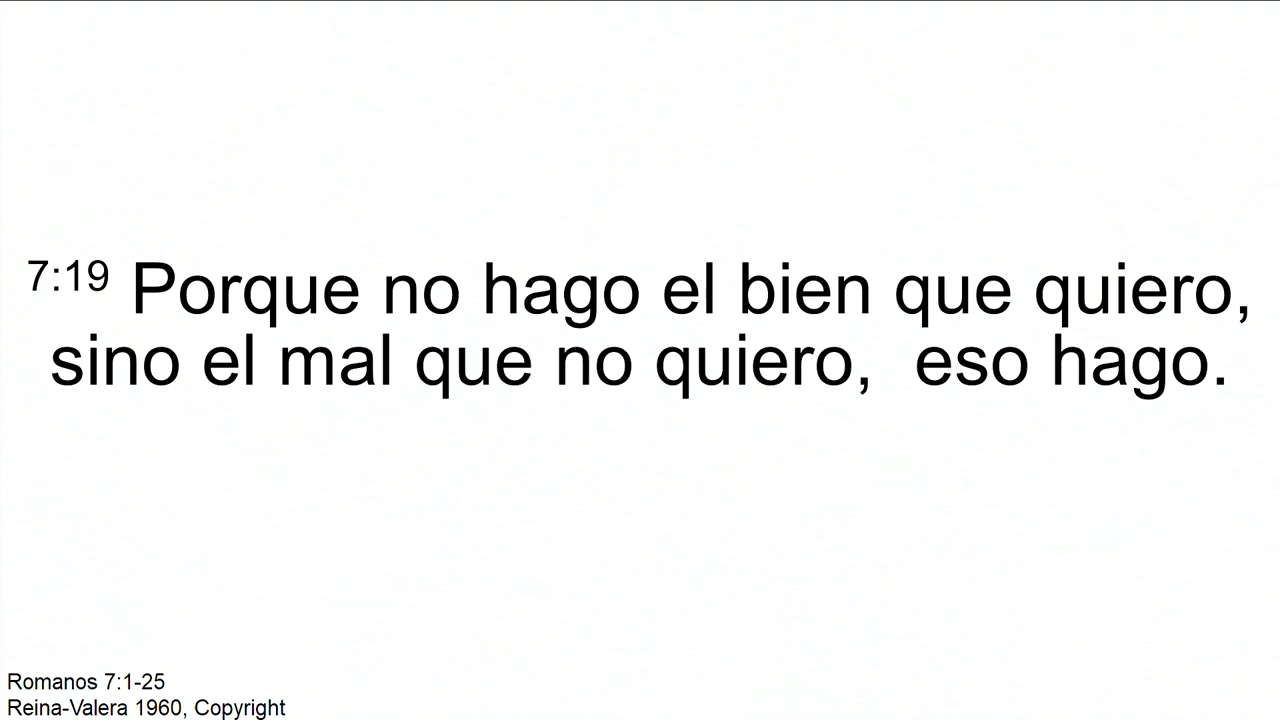 7:19 Porque no hago el bien que quiero,
sino el mal que no quiero,  eso hago.
Romanos 7:1-25
Reina-Valera 1960, Copyright